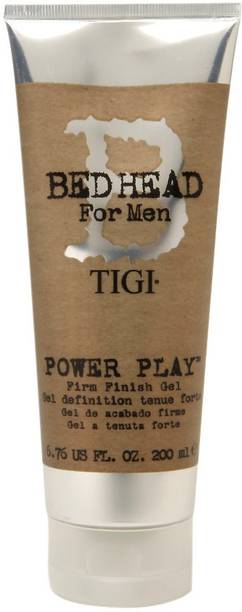 B
BED HEAD
For Men
TIGI
POWER PLAY™
Firm Finish Gel
Gel definition tenue forte
Gel de acabado firme
Gel a tenuta forte
6.76 US FL. OZ. 200 ml e